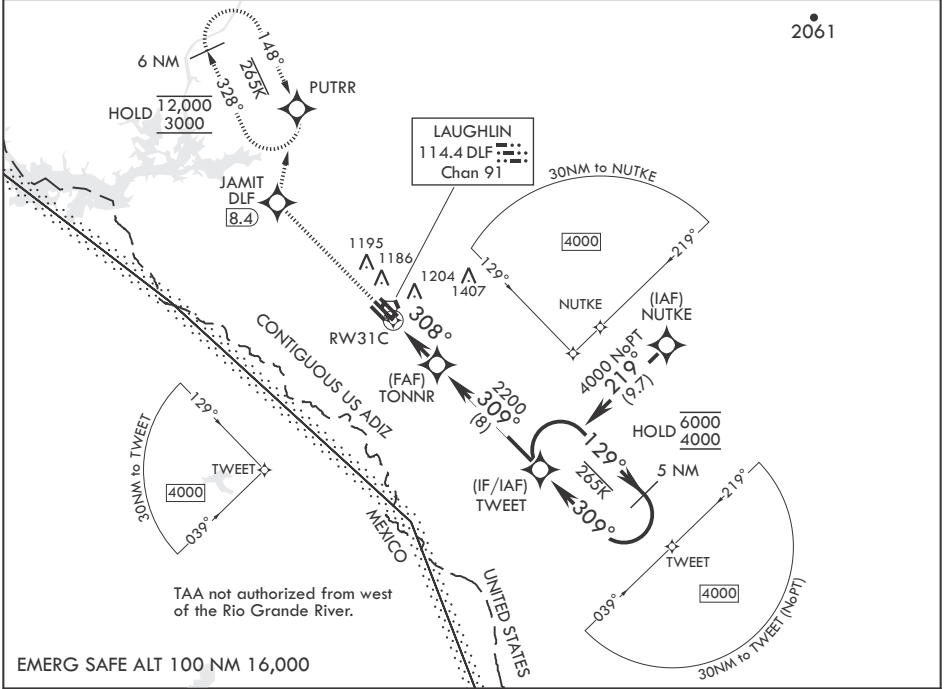 2061
6 NM
148°
265K
328°
PUTRR
HOLD 12,000
3000
LAUGHLIN
114.4 DLF
Chan 91
JAMIT
DLF
8.4
30NM to NUTKE
4000
129°
219°
NUTKE
1195
1186
1204
1407
RW31C
308°
(IAF)
NUTKE
4000 NoPT
219°
(9.7)
(FAF)
TONNR
2200
309°
(8)
CONTIGUOUS US ADIZ
HOLD 6000
4000
129°
265K
5 NM
309°
(IF/IAF)
TWEET
30NM to TWEET
129°
TWEET
4000
039°
MEXICO
UNITED STATES
219°
TWEET
4000
039°
30NM to TWEET (NoPT)
TAA not authorized from west
of the Rio Grande River.
EMERG SAFE ALT 100 NM 16,000